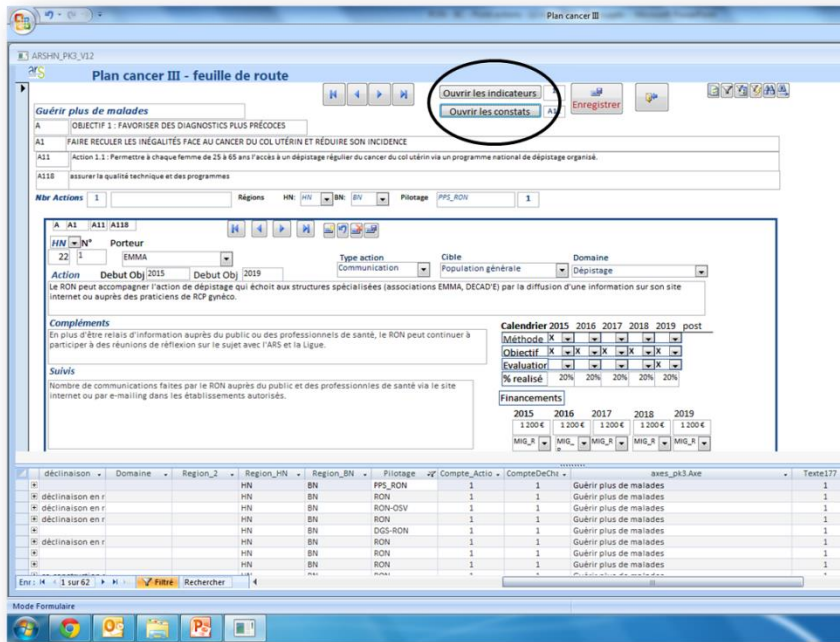 Plan cancer III
ARSHN_PK3_V12
ars Plan cancer III - feuille de route
Ouvrir les indicateurs
Ouvrir les constats A1
Enregistrer
Guérir plus de malades
A OBJECTIF 1 : FAVORISER DES DIAGNOSTICS PLUS PRÉCOCES
A1 FAIRE RECULER LES INÉGALITÉS FACE AU CANCER DU COL UTÉRIN ET RÉDUIRE SON INCIDENCE
A11 Action 1.1 : Permettre à chaque femme de 25 à 65 ans l'accès à un dépistage régulier du cancer du col utérin via un programme national de dépistage organisé.
A118 assurer la qualité technique et des programmes
Nbr Actions 1 Régions HN: HN BN: BN Pilotage PPS_RON 1
A A1 A11 A118
HN N° Porteur
22 1 EMMA
Type action Cible Domaine
Communication Population générale Dépistage
Action Debut Obj 2015 Debut Obj 2019
Le RON peut accompagner l'action de dépistage qui échoit aux structures spécialisées (associations EMMA, DECAD'E) par la diffusion d'une information sur son site
internet ou auprès des praticiens de RCP gynéco.
Compléments
En plus d'être relais d'information auprès du public ou des professionnels de santé, le RON peut continuer à
participer à des réunions de réflexion sur le sujet avec l'ARS et la Ligue.
Suivis
Nombre de communications faites par le RON auprès du public et des professionnles de santé via le site
internet ou par e-mailing dans les établissements autorisés.
Calendrier 2015 2016 2017 2018 2019 post
Méthode X
Objectif X X X X X
Evaluation X
% realisé 20% 20% 20% 20% 20%
Financements
2015 2016 2017 2018 2019
1 200 € 1 200 € 1 200 € 1 200 € 1 200 €
MIG_R MIG_R MIG_R MIG_R MIG_R
déclinaison Domaine Region_2 Region_HN Region_BN Pilotage Compte_Actio CompteDeCha axes_pk3.Axe Texte177
HN BN PPS_RON 1 1 Guérir plus de malades 1
déclinaison en r HN BN RON 1 1 Guérir plus de malades 1
déclinaison en r HN BN RON-OSV 1 1 Guérir plus de malades 1
déclinaison en r HN BN RON 1 1 Guérir plus de malades 1
HN BN DGS-RON 1 1 Guérir plus de malades 1
déclinaison en r HN BN RON 1 1 Guérir plus de malades 1
HN BN RON 1 1 Guérir plus de malades 1
HN BN RON 1 1 Guérir plus de malades 1
Enr : 1 sur 62 Filtré Rechercher
Mode Formulaire